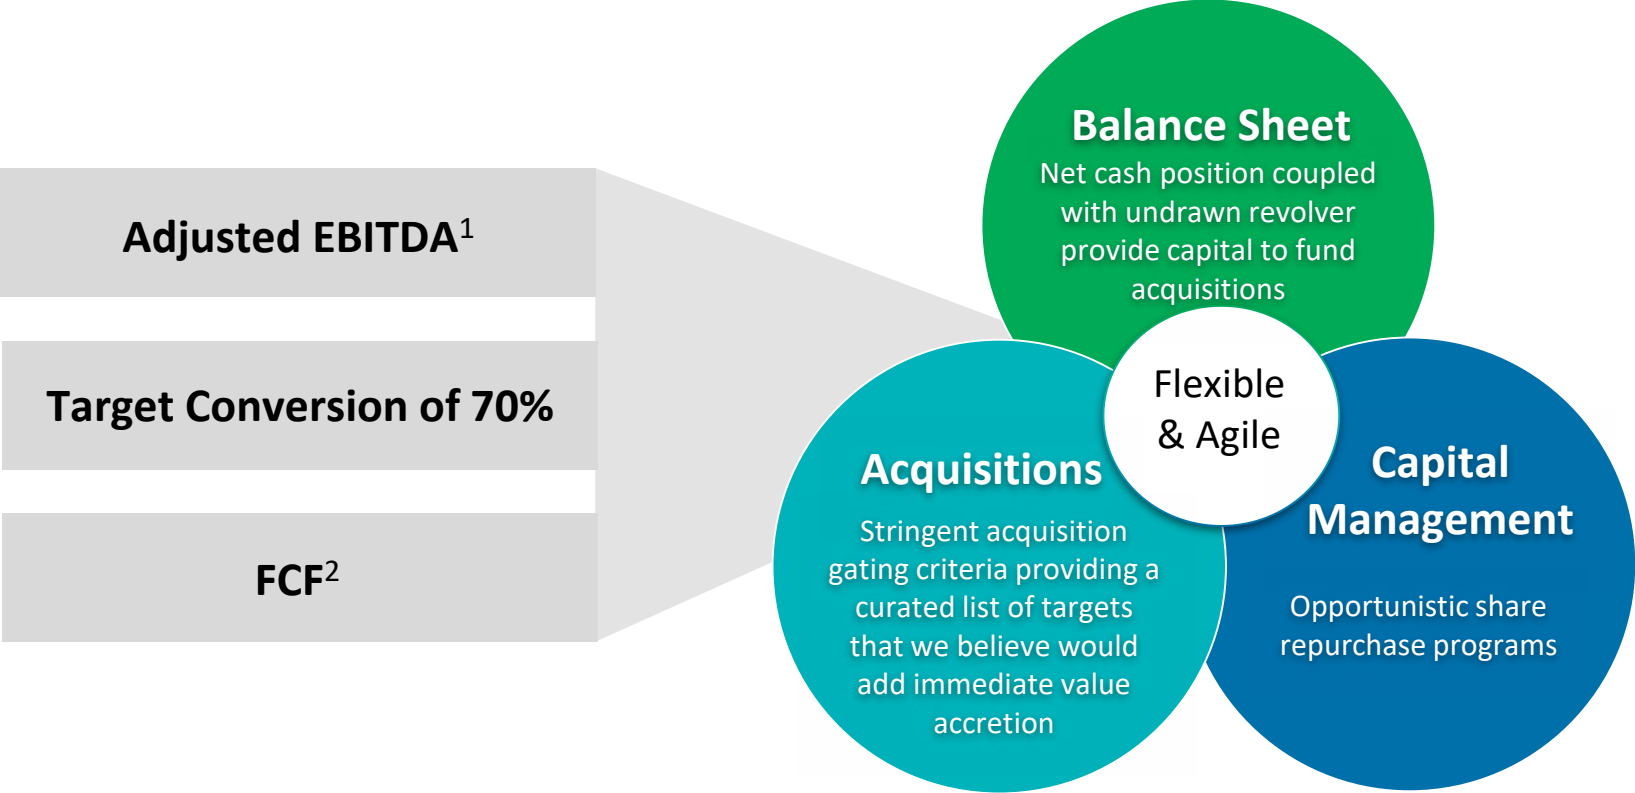 Adjusted EBITDA¹
Target Conversion of 70%
FCF²
Balance Sheet
Net cash position coupled
with undrawn revolver
provide capital to fund
acquisitions
Flexible
& Agile
Acquisitions
Stringent acquisition
gating criteria providing a
curated list of targets
that we believe would
add immediate value
accretion
Capital
Management
Opportunistic share
repurchase programs